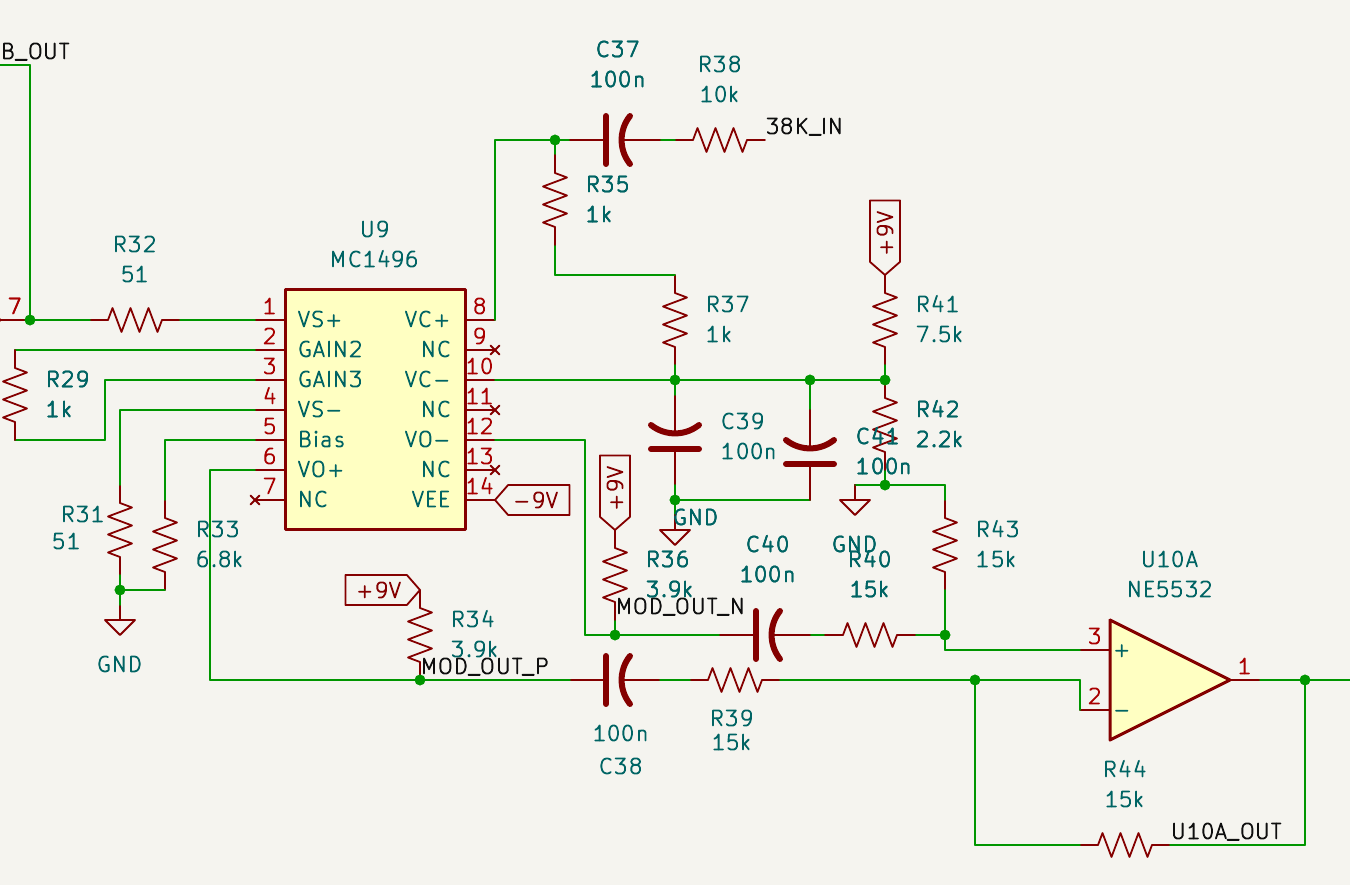 B_OUT
C37
100n
R38
10k
38K_IN
R35
1k
U9
MC1496
R32
51
7
+9V
R41
7.5k
R37
1k
1 VS+ VC+ 8
2 GAIN2 NC 9
3 GAIN3 VC- 10
4 VS- NC 11
5 Bias VO- 12
6 VO+ NC 13
7 NC VEE 14
-9V
R29
1k
R42
2.2k
C39
100n
C41
100n
+9V
GND
GND
R31
51
R33
6.8k
R43
15k
R36
3.9k
C40
100n
R40
15k
MOD_OUT_N
U10A
NE5532
+9V
R34
3.9k
MOD_OUT_P
GND
3 +
2 -
1
R39
15k
100n
C38
R44
15k
U10A_OUT